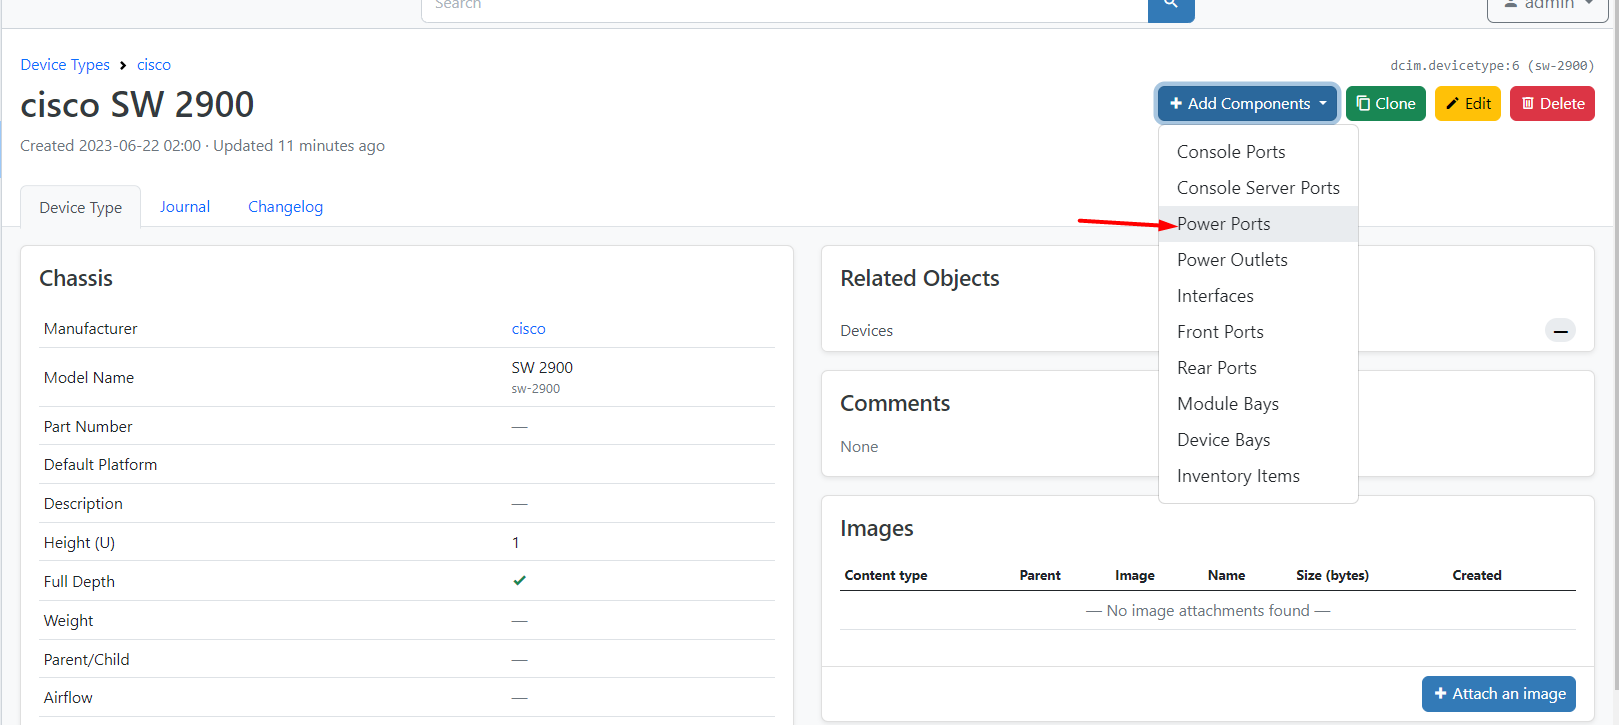 Search
admin
Device Types > cisco
dcim.devicetype:6 (sw-2900)
cisco SW 2900
Add Components
Clone
Edit
Delete
Created 2023-06-22 02:00 · Updated 11 minutes ago
Console Ports
Console Server Ports
Power Ports
Power Outlets
Interfaces
Front Ports
Rear Ports
Module Bays
Device Bays
Inventory Items
Device Type
Journal
Changelog
Chassis
Manufacturer cisco
Model Name SW 2900
sw-2900
Part Number —
Default Platform
Description —
Height (U) 1
Full Depth
Weight —
Parent/Child —
Airflow —
Related Objects
Devices —
Comments
None
Images
Content type Parent Image Name Size (bytes) Created
— No image attachments found —
Attach an image